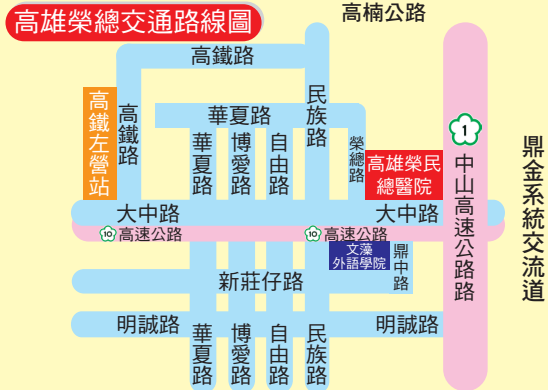 高雄榮總交通路線圖
高楠公路
高鐵路
高鐵左營站
高鐵路
華夏路
民族路
華夏路
博愛路
自由路
榮總路
高雄榮民
總醫院
1
中山高速公路路
鼎金系統交流道
大中路
大中路
10 高速公路
10 高速公路
文藻
外語學院
鼎中路
新莊仔路
明誠路
明誠路
華夏路
博愛路
自由路
民族路